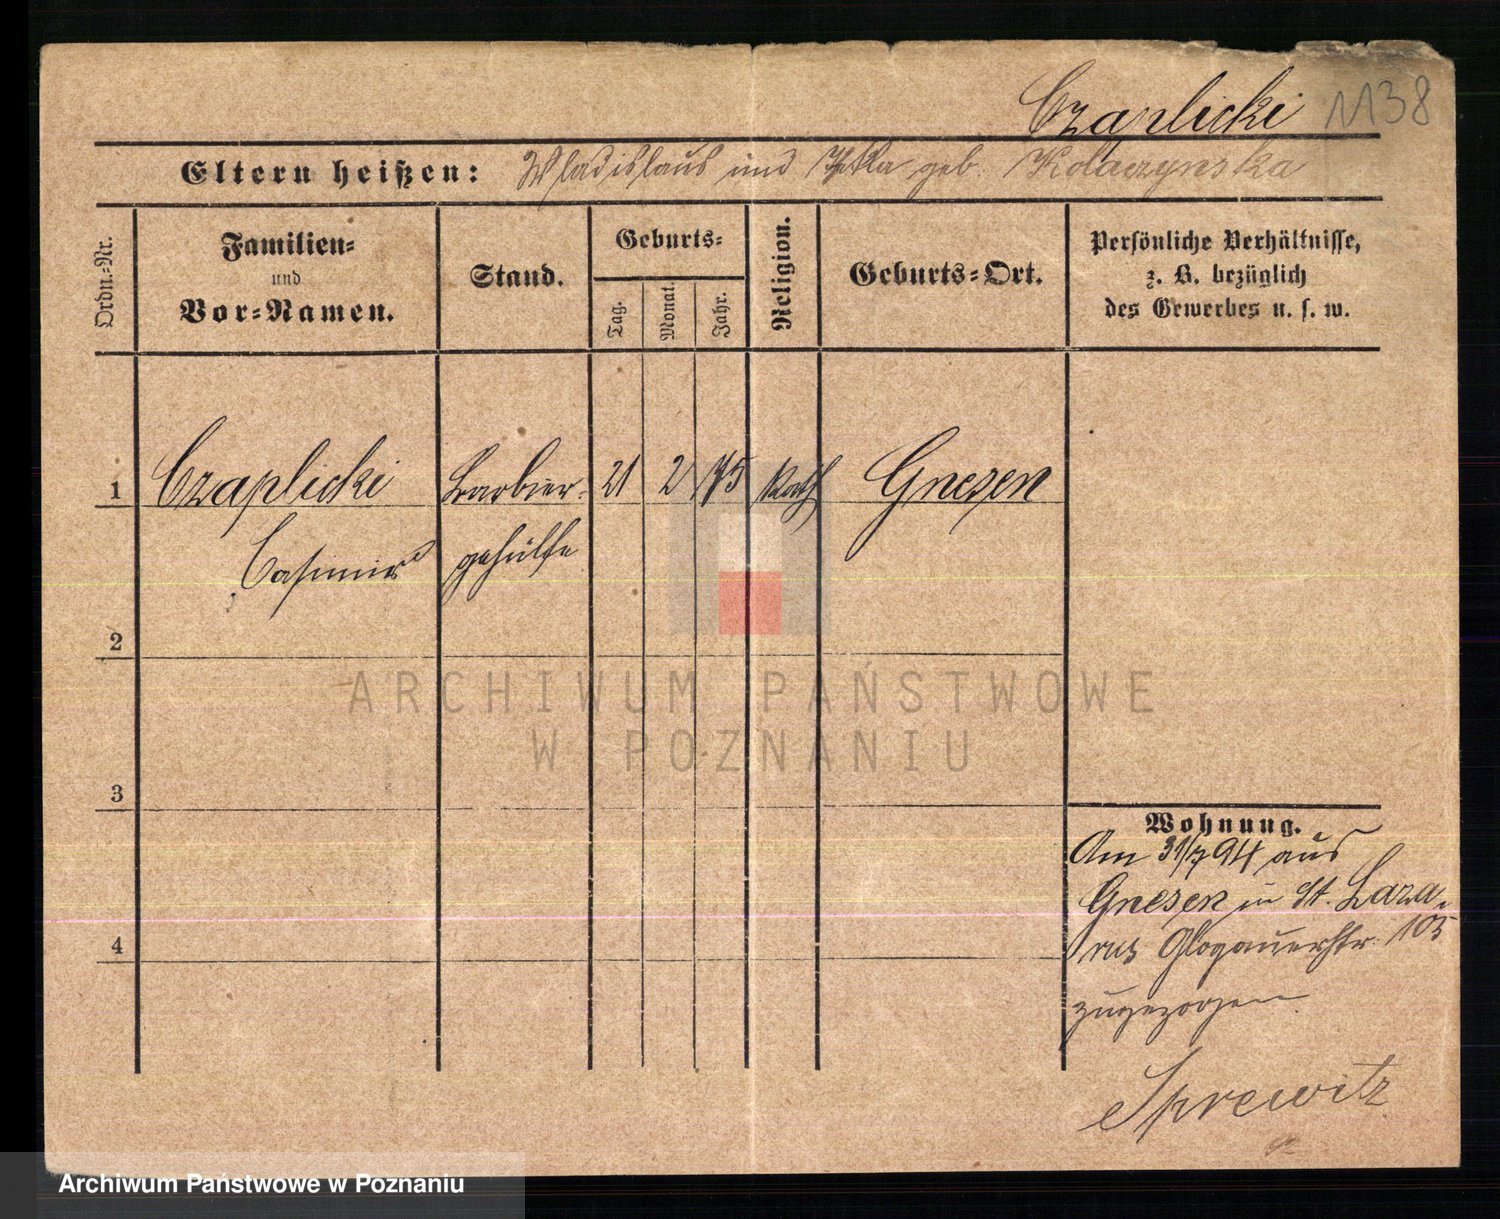 Czaplicki 1138
Eltern heißen: Wladislaus und Thekla geb. Kolaczynska
Ordn.=Nr.
Familien=
und
Vor=Namen.
Stand.
Geburts=
Tag.
Monat.
Jahr.
Religion.
Geburts=Ort.
Persönliche Verhältnisse,
z. B. bezüglich
des Gewerbes u. s. w.
1 Czaplicki Barbier= 21 2 75 Kath Gnesen
Casimir gehülfe
2
3
4
Wohnung.
Am 31/7 94 aus
Gnesen in St. Laza=
rus Glogauerstr. 105
zugezogen
Sprewitz
ARCHIWUM PAŃSTWOWE
W POZNANIU
Archiwum Państwowe w Poznaniu